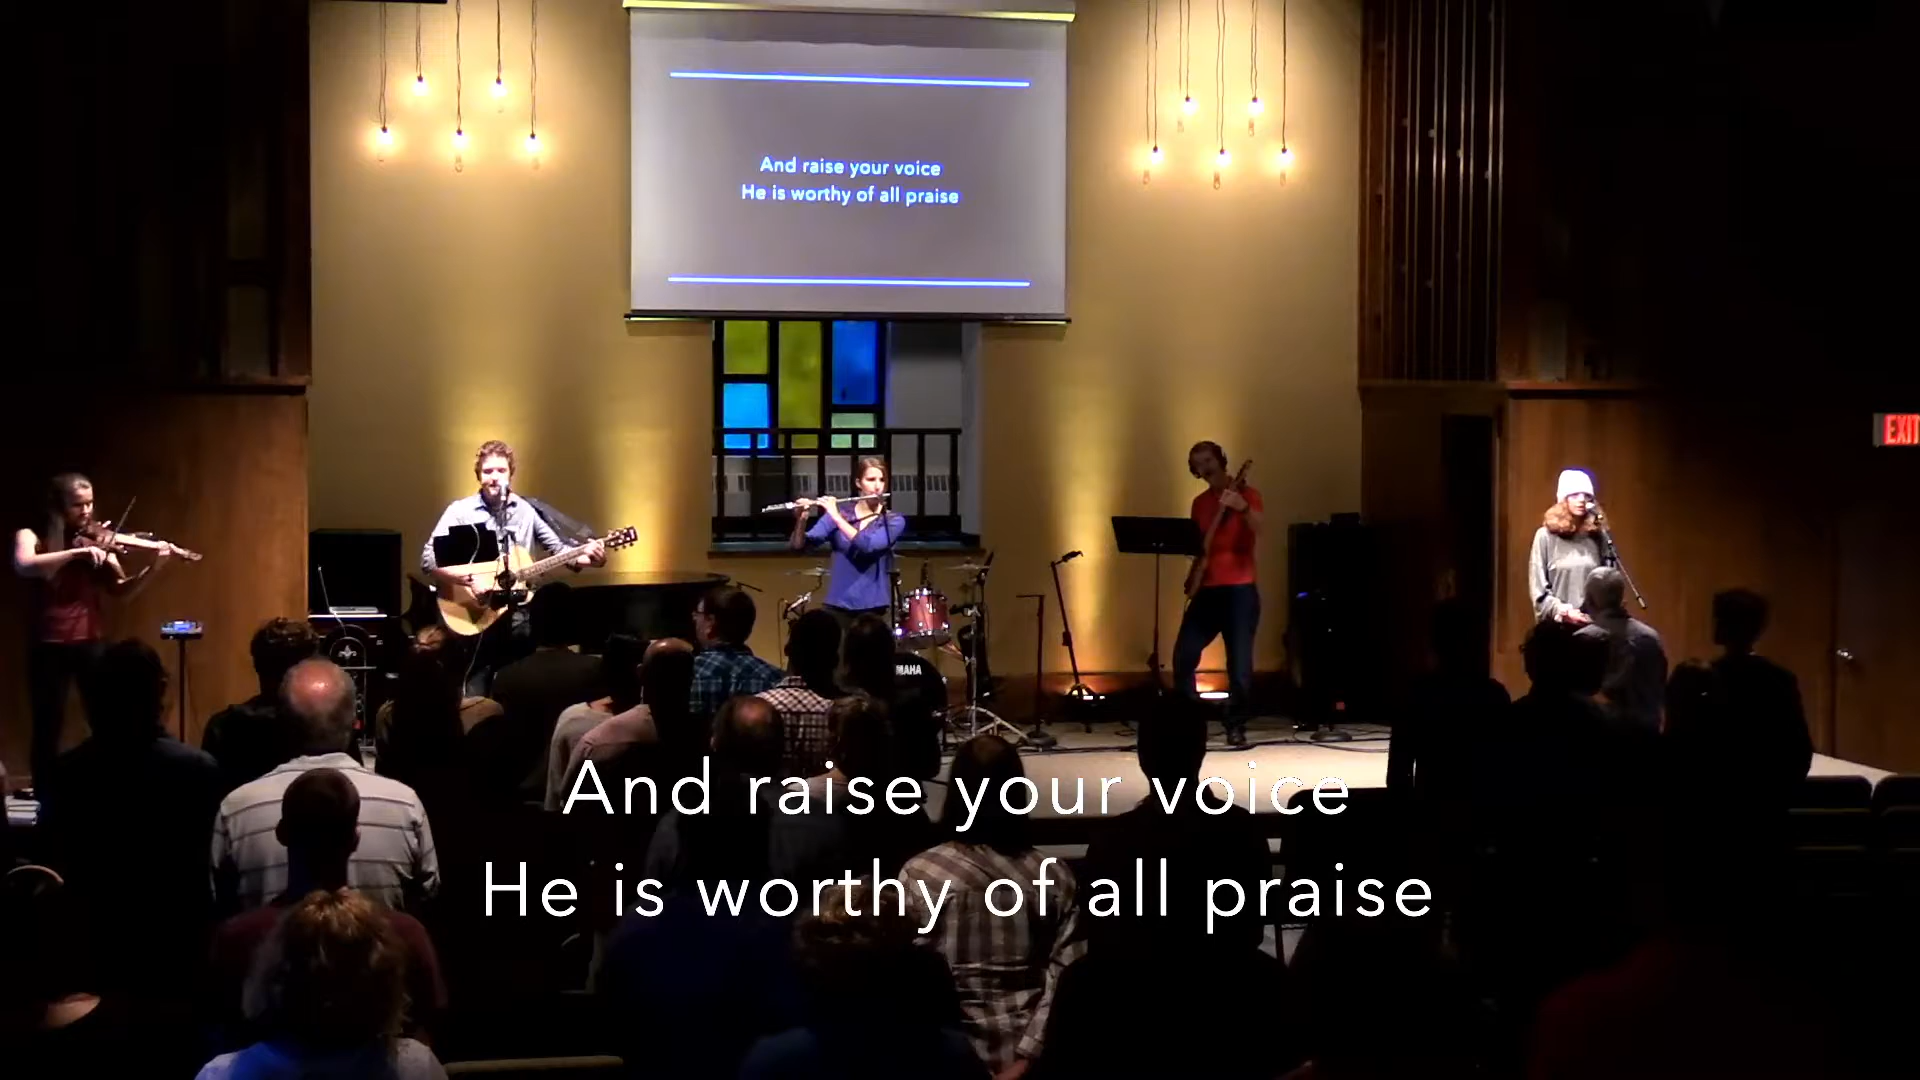 And raise your voice
He is worthy of all praise
EXIT
MAHA
And raise your voice
He is worthy of all praise